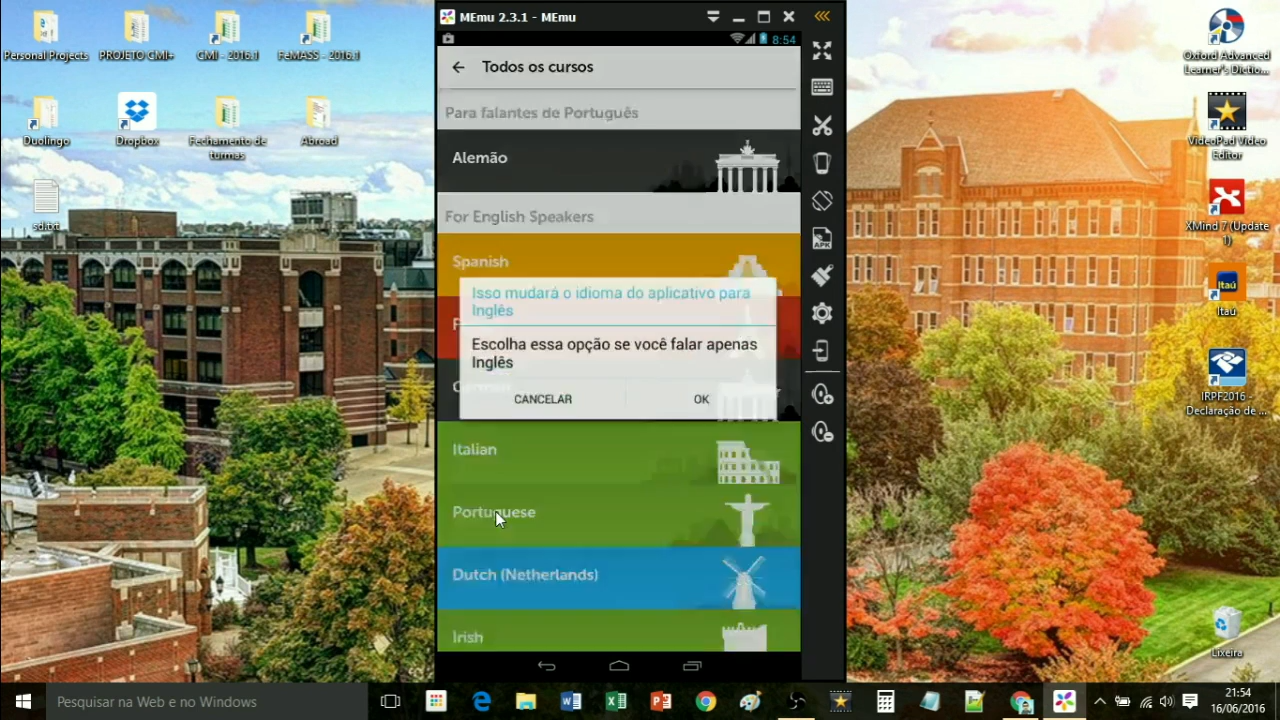 Personal Projects
PROJETO CMI+
CMI - 2016.1
FeMASS - 2016.1
Duolingo
Dropbox
Fechamento de
turmas
Abroad
sdl.txt
MEmu 2.3.1 - MEmu
8:54
Todos os cursos
Para falantes de Português
Alemão
For English Speakers
Spanish
Isso mudará o idioma do aplicativo para
Inglês
Escolha essa opção se você falar apenas
Inglês
CANCELAR
OK
Italian
Portuguese
Dutch (Netherlands)
Irish
APK
Oxford Advanced
Learner's Dictio...
VideoPad Video
Editor
XMind 7 (Update
1)
Itaú
Itaú
IRPF2016 -
Declaração de ...
Lixeira
Pesquisar na Web e no Windows
21:54
16/06/2016